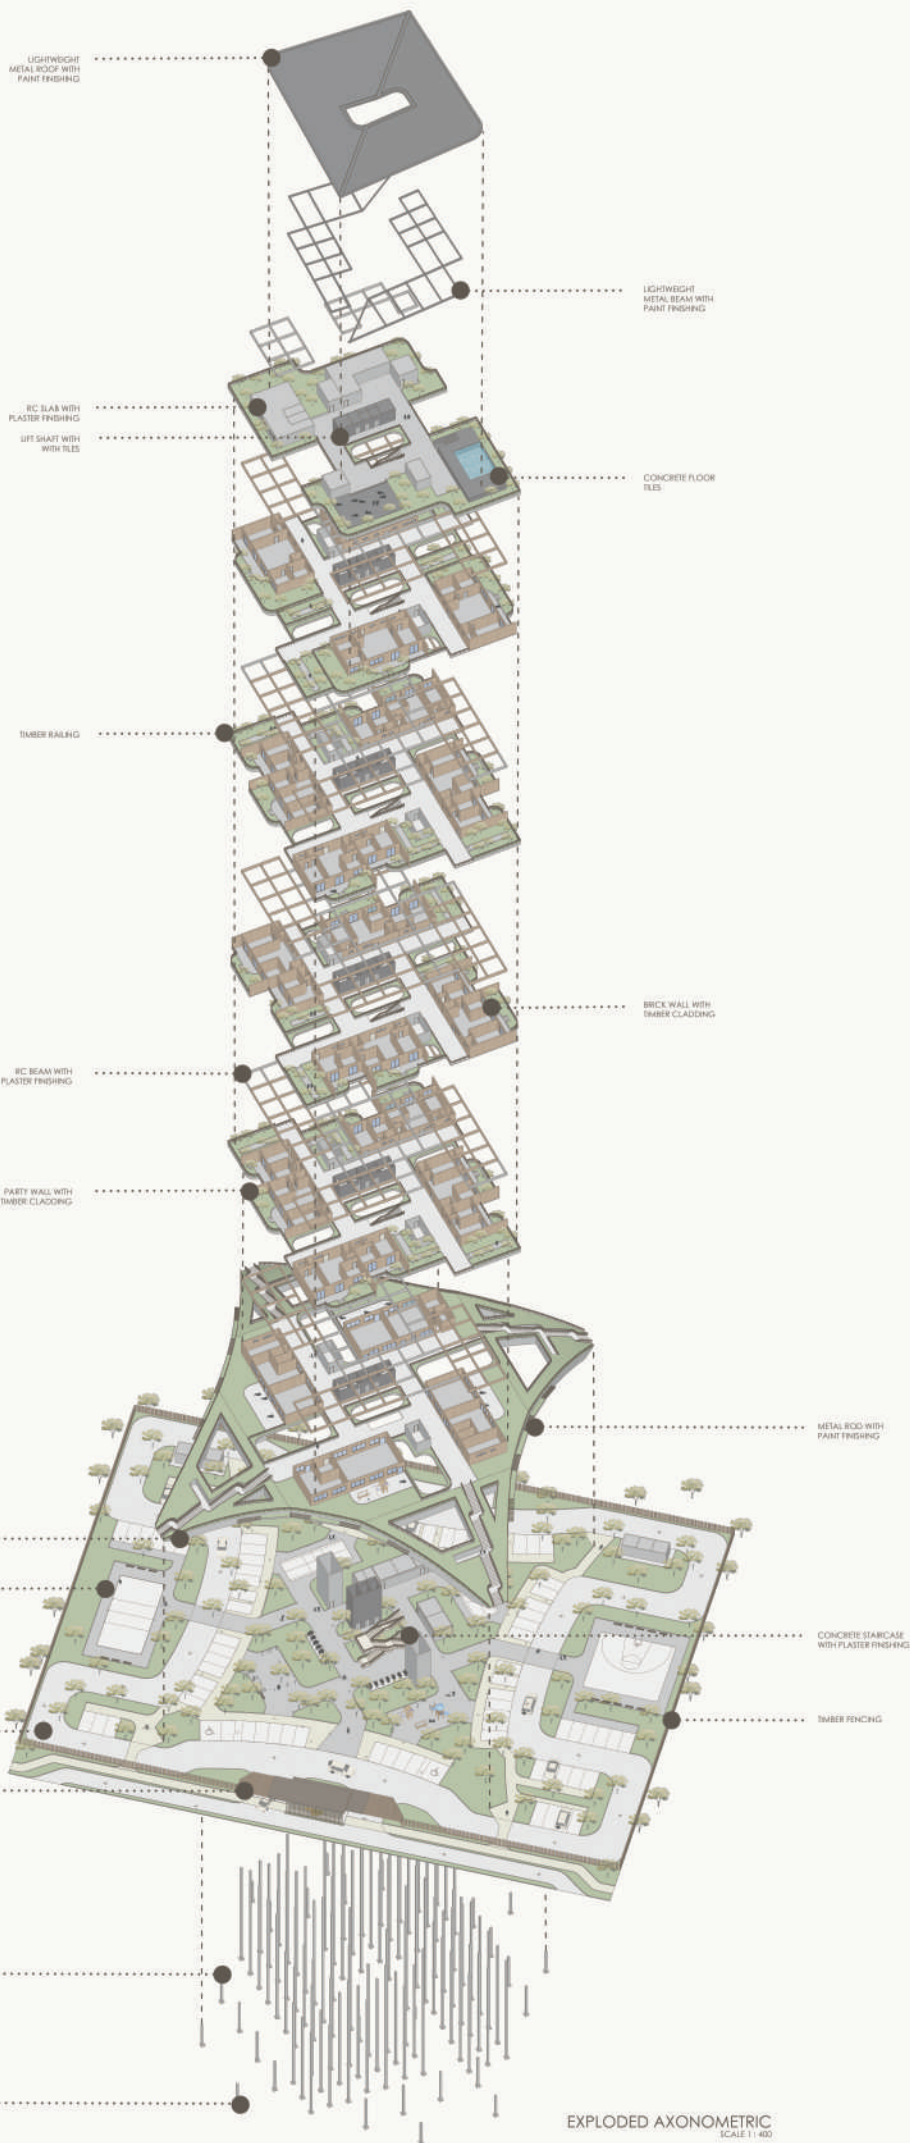 LIGHTWEIGHT
METAL ROOF WITH
PAINT FINISHING
LIGHTWEIGHT
METAL BEAM WITH
PAINT FINISHING
RC SLAB WITH
PLASTER FINISHING
LIFT SHAFT WITH
WITH TILES
CONCRETE FLOOR
TILES
TIMBER RAILING
BRICK WALL WITH
TIMBER CLADDING
RC BEAM WITH
PLASTER FINISHING
PARTY WALL WITH
TIMBER CLADDING
METAL ROD WITH
PAINT FINISHING
CONCRETE STAIRCASE
WITH PLASTER FINISHING
TIMBER FENCING
EXPLODED AXONOMETRIC
SCALE 1 : 400